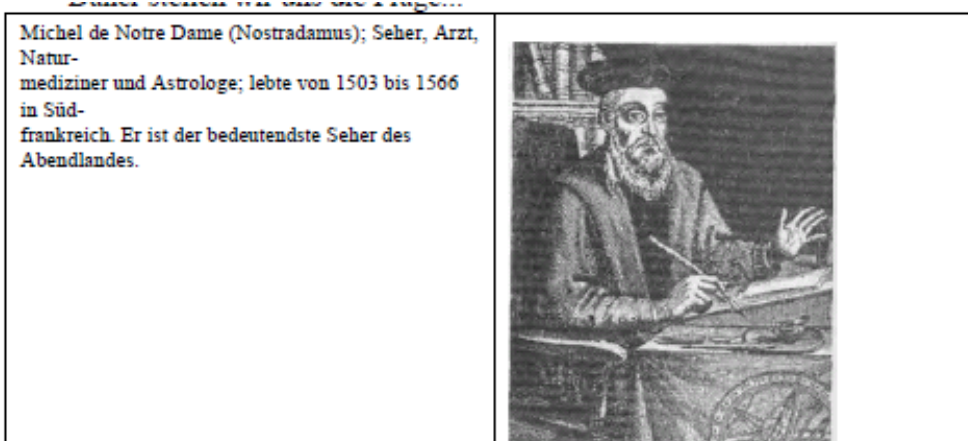 Michel de Notre Dame (Nostradamus); Seher, Arzt,
Natur-
mediziner und Astrologe; lebte von 1503 bis 1566
in Süd-
frankreich. Er ist der bedeutendste Seher des
Abendlandes.